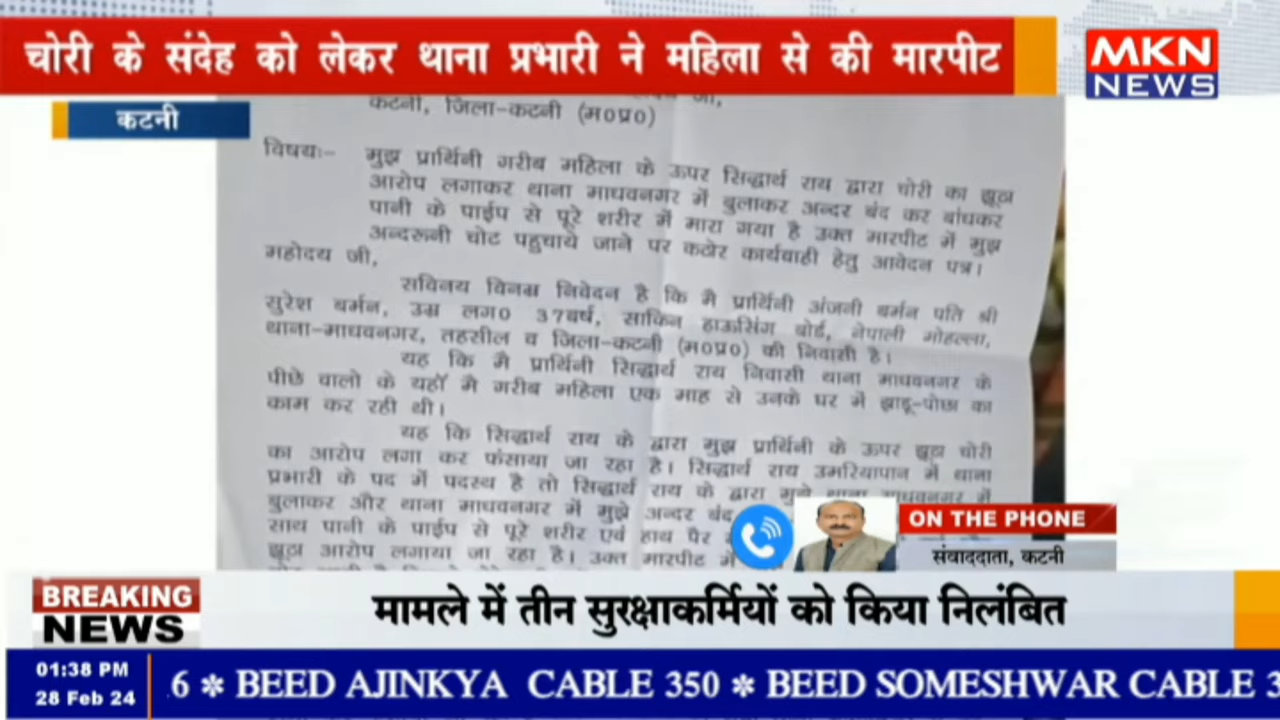 चोरी के संदेह को लेकर थाना प्रभारी ने महिला से की मारपीट
MKN
NEWS
कटनी
कटनी, जिला-कटनी (म0प्र0)
विषयः- मुझ प्रार्थिनी गरीब महिला के ऊपर सिद्धार्थ राय द्वारा चोरी का झूठा
आरोप लगाकर थाना माधवनगर में बुलाकर अन्दर बंद कर बांधकर
पानी के पाईप से पूरे शरीर में मारा गया है उक्त मारपीट में मुझ
अन्दरूनी चोट पहुचाये जाने पर कठोर कार्यवाही हेतु आवेदन पत्र।
महोदय जी,
सविनय विनम्र निवेदन है कि मै प्रार्थिनी अंजनी बर्मन पति श्री
सुरेश बर्मन, उम्र लग0 37वर्ष, साकिन हाऊसिंग बोर्ड, नेपाली मोहल्ला,
थाना-माधवनगर, तहसील व जिला-कटनी (म0प्र0) की निवासी है।
यह कि मै प्रार्थिनी सिद्धार्थ राय निवासी थाना माधवनगर के
पीछे वालो के यहाँ मै गरीब महिला एक माह से उनके घर में झाडू-पोछा का
काम कर रही थी।
यह कि सिद्धार्थ राय के द्वारा मुझ प्रार्थिनी के ऊपर झूठा चोरी
का आरोप लगा कर फंसाया जा रहा है। सिद्धार्थ राय उमरियापान में थाना
प्रभारी के पद में पदस्थ है तो सिद्धार्थ राय के द्वारा मुझे थाना माधवनगर में
बुलाकर और थाना माधवनगर में मुझे अन्दर बंद
साथ पानी के पाईप से पूरे शरीर एवं हाथ पैर
झूठा आरोप लगाया जा रहा है। उक्त मारपीट में
ON THE PHONE
संवाददाता, कटनी
BREAKING
NEWS
मामले में तीन सुरक्षाकर्मियों को किया निलंबित
01:38 PM
28 Feb 24
6 * BEED AJINKYA CABLE 350 * BEED SOMESHWAR CABLE 3